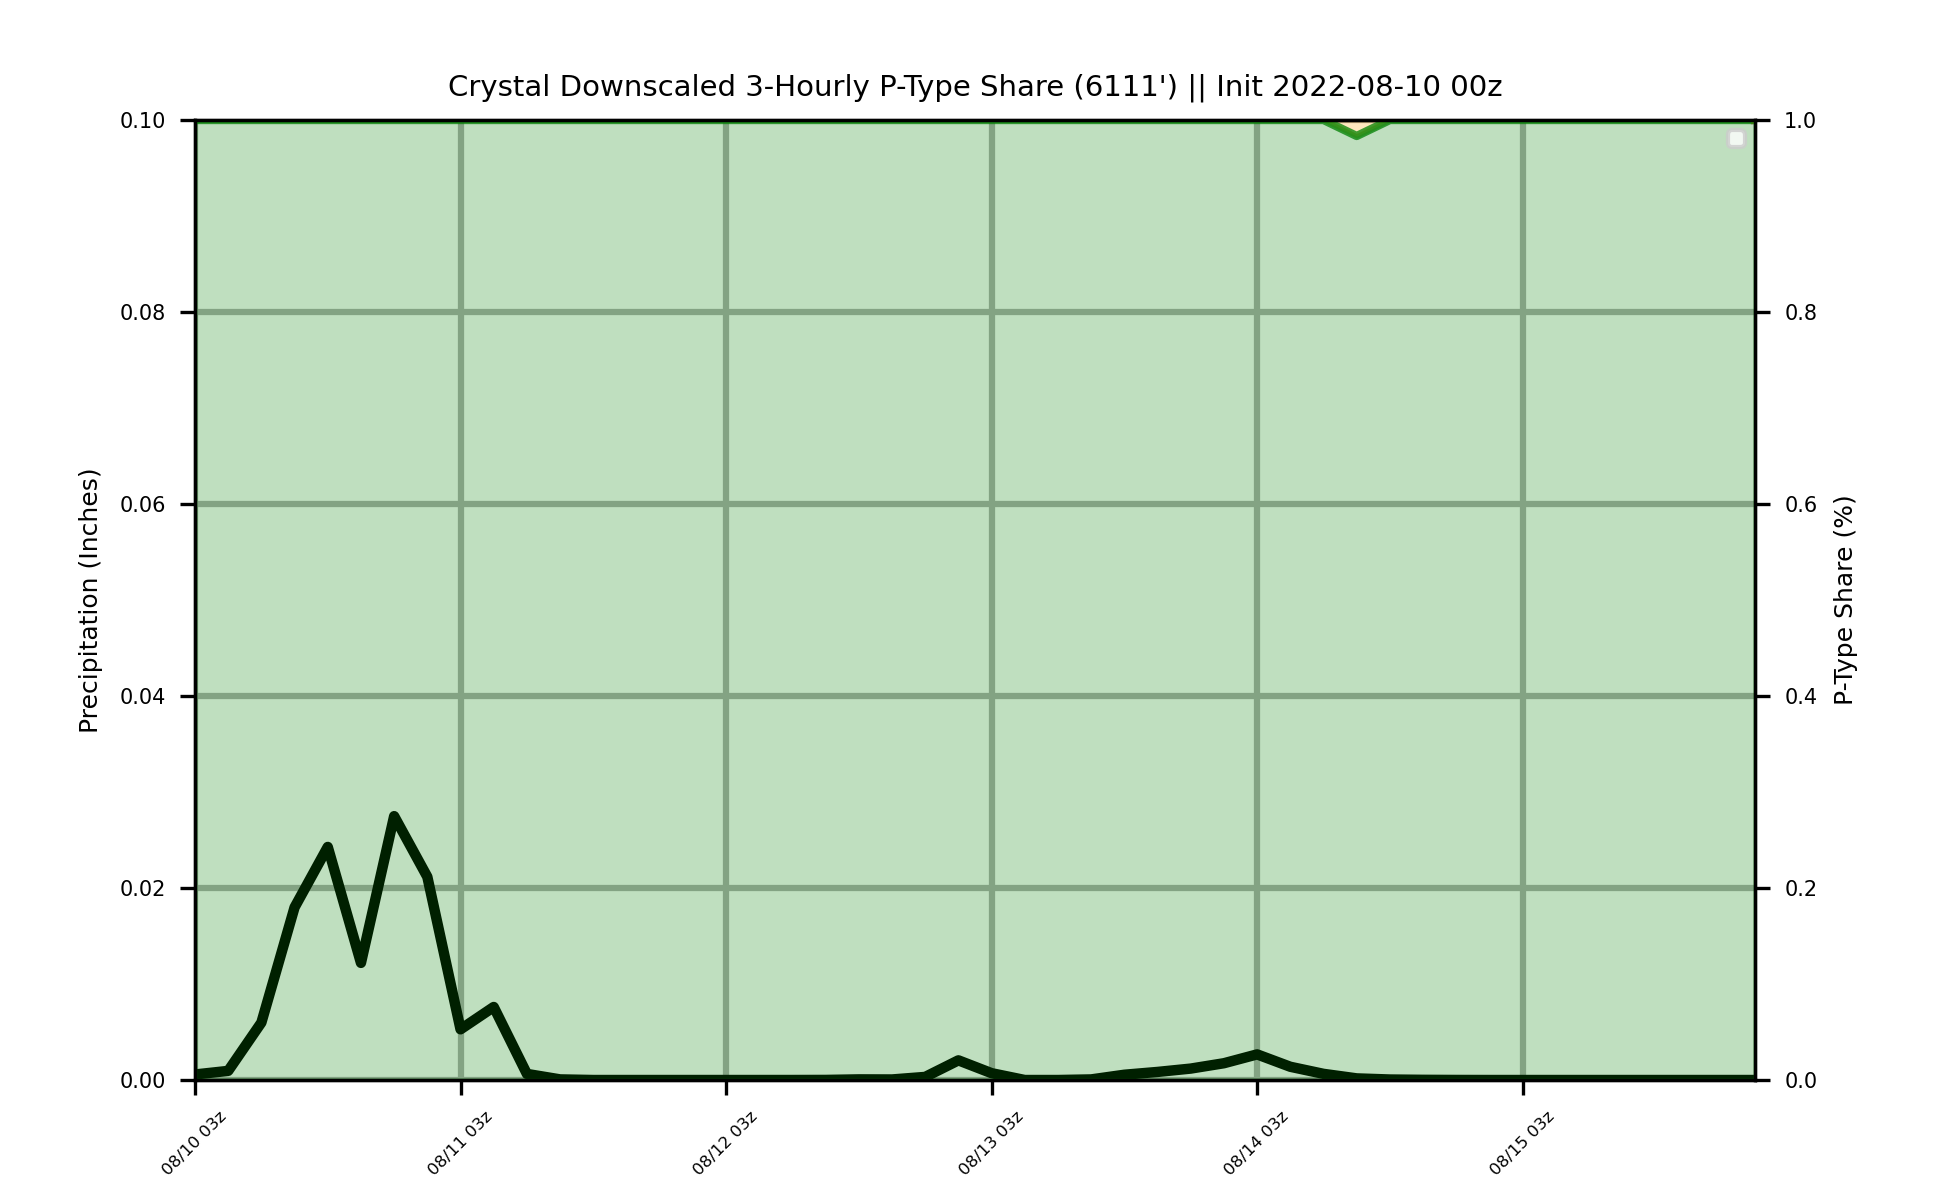 Crystal Downscaled 3-Hourly P-Type Share (6111') || Init 2022-08-10 00z
0.10
0.08
0.06
0.04
0.02
0.00
Precipitation (Inches)
1.0
0.8
0.6
0.4
0.2
0.0
P-Type Share (%)
08/10 03z
08/11 03z
08/12 03z
08/13 03z
08/14 03z
08/15 03z